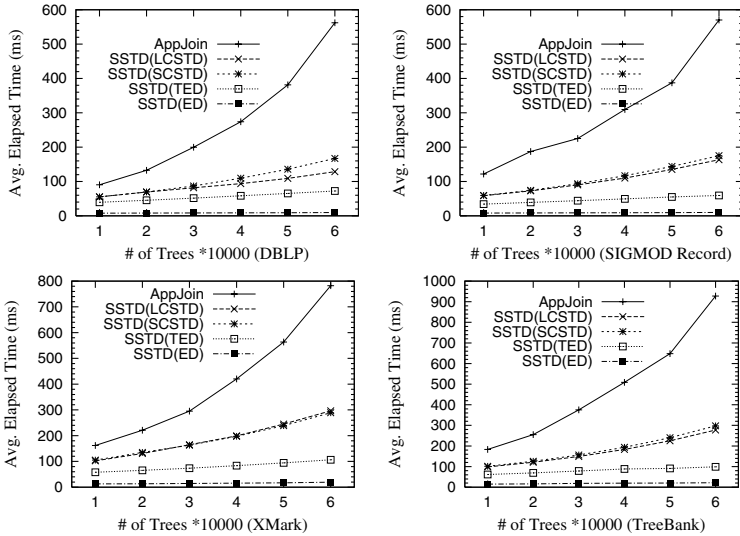 Avg. Elapsed Time (ms)
600
500
400
300
200
100
0
AppJoin
SSTD(LCSTD)
SSTD(SCSTD)
SSTD(TED)
SSTD(ED)
1 2 3 4 5 6
# of Trees *10000 (DBLP)
Avg. Elapsed Time (ms)
600
500
400
300
200
100
0
AppJoin
SSTD(LCSTD)
SSTD(SCSTD)
SSTD(TED)
SSTD(ED)
1 2 3 4 5 6
# of Trees *10000 (SIGMOD Record)
Avg. Elapsed Time (ms)
800
700
600
500
400
300
200
100
0
AppJoin
SSTD(LCSTD)
SSTD(SCSTD)
SSTD(TED)
SSTD(ED)
1 2 3 4 5 6
# of Trees *10000 (XMark)
Avg. Elapsed Time (ms)
1000
900
800
700
600
500
400
300
200
100
0
AppJoin
SSTD(LCSTD)
SSTD(SCSTD)
SSTD(TED)
SSTD(ED)
1 2 3 4 5 6
# of Trees *10000 (TreeBank)